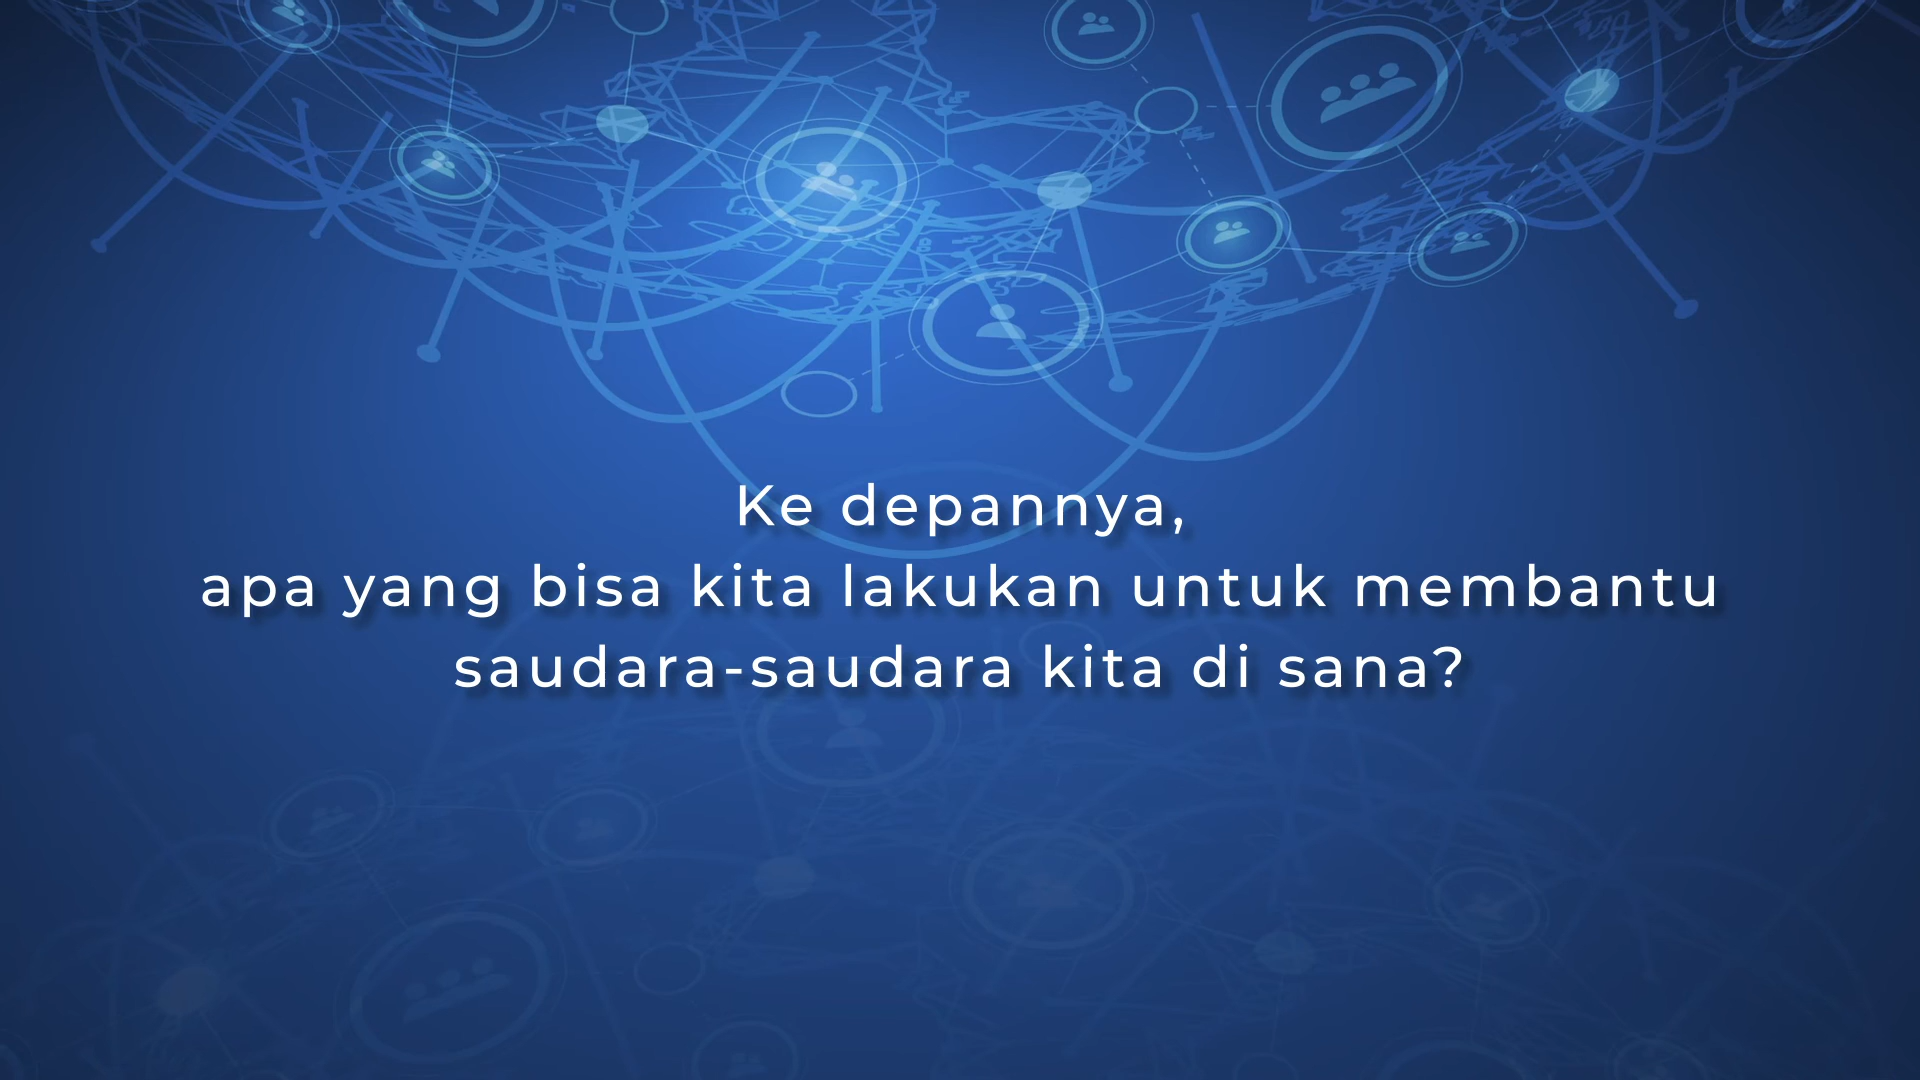 Ke depannya,
apa yang bisa kita lakukan untuk membantu
saudara-saudara kita di sana?